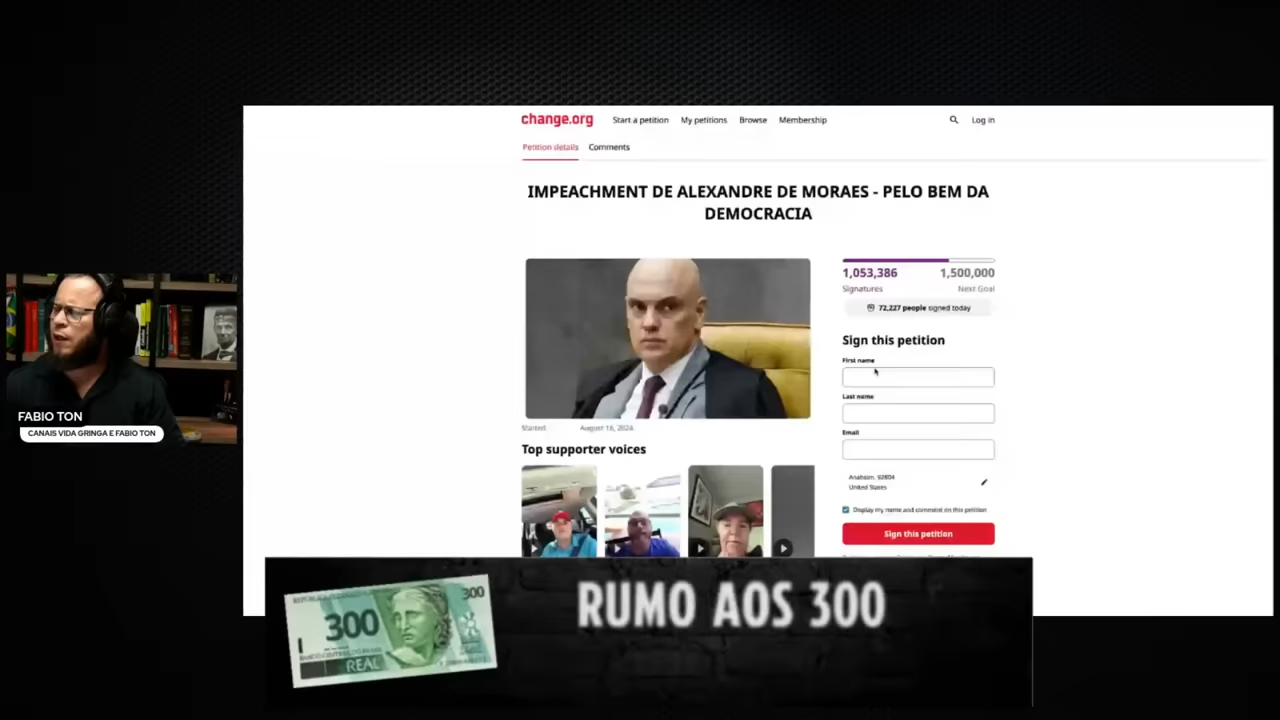 change.org
Start a petition
My petitions
Browse
Membership
Log in
Petition details
Comments
IMPEACHMENT DE ALEXANDRE DE MORAES - PELO BEM DA
DEMOCRACIA
1,053,386
1,500,000
Signatures
Next Goal
72,227 people signed today
Sign this petition
First name
Last name
Email
Anaheim, 92804
United States
Display my name and comment on this petition
Sign this petition
Started
August 16, 2024
Top supporter voices
FABIO TON
CANAIS VIDA GRINGA E FABIO TON
300
300
REAL
RUMO AOS 300